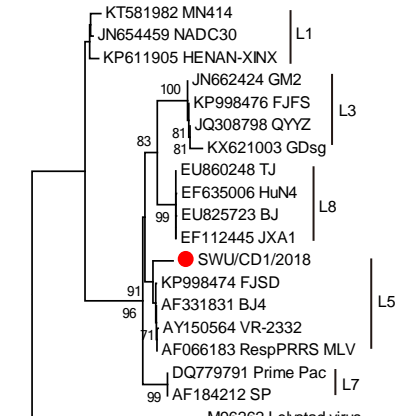 KT581982 MN414
JN654459 NADC30
L1
KP611905 HENAN-XINX
JN662424 GM2
100
KP998476 FJFS
L3
JQ308798 QYYZ
81
83
81
KX621003 GDsg
EU860248 TJ
EF635006 HuN4
L8
EU825723 BJ
99
EF112445 JXA1
SWU/CD1/2018
KP998474 FJSD
91
AF331831 BJ4
L5
96
AY150564 VR-2332
71
AF066183 RespPRRS MLV
DQ779791 Prime Pac
L7
99
AF184212 SP